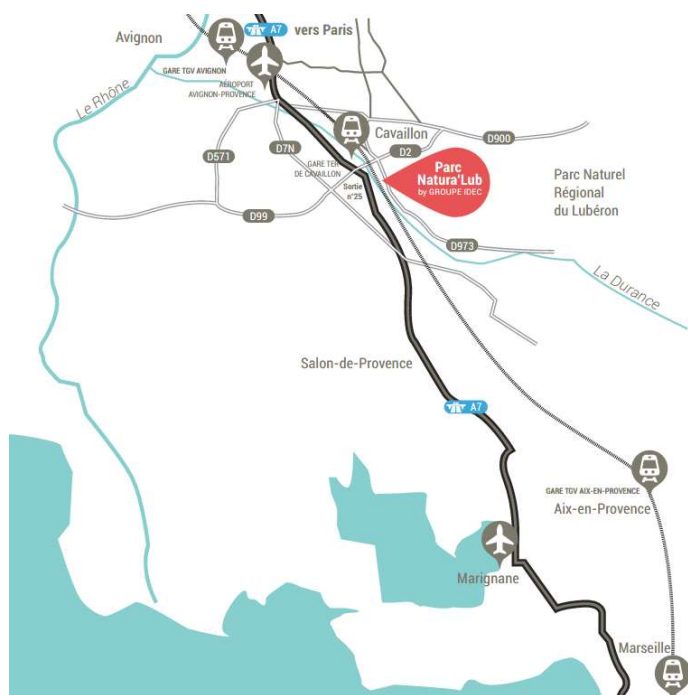 A7
vers Paris
Avignon
GARE TGV AVIGNON
Le Rhône
AÉROPORT
AVIGNON-PROVENCE
Cavaillon
D900
D7N
D2
D571
GARE TER
DE CAVAILLON
Parc
Natura'Lub
by GROUPE IDEC
Parc Naturel
Régional
du Lubéron
Sortie
n°25
D99
D973
La Durance
Salon-de-Provence
A7
GARE TGV AIX-EN-PROVENCE
Aix-en-Provence
Marignane
Marseille